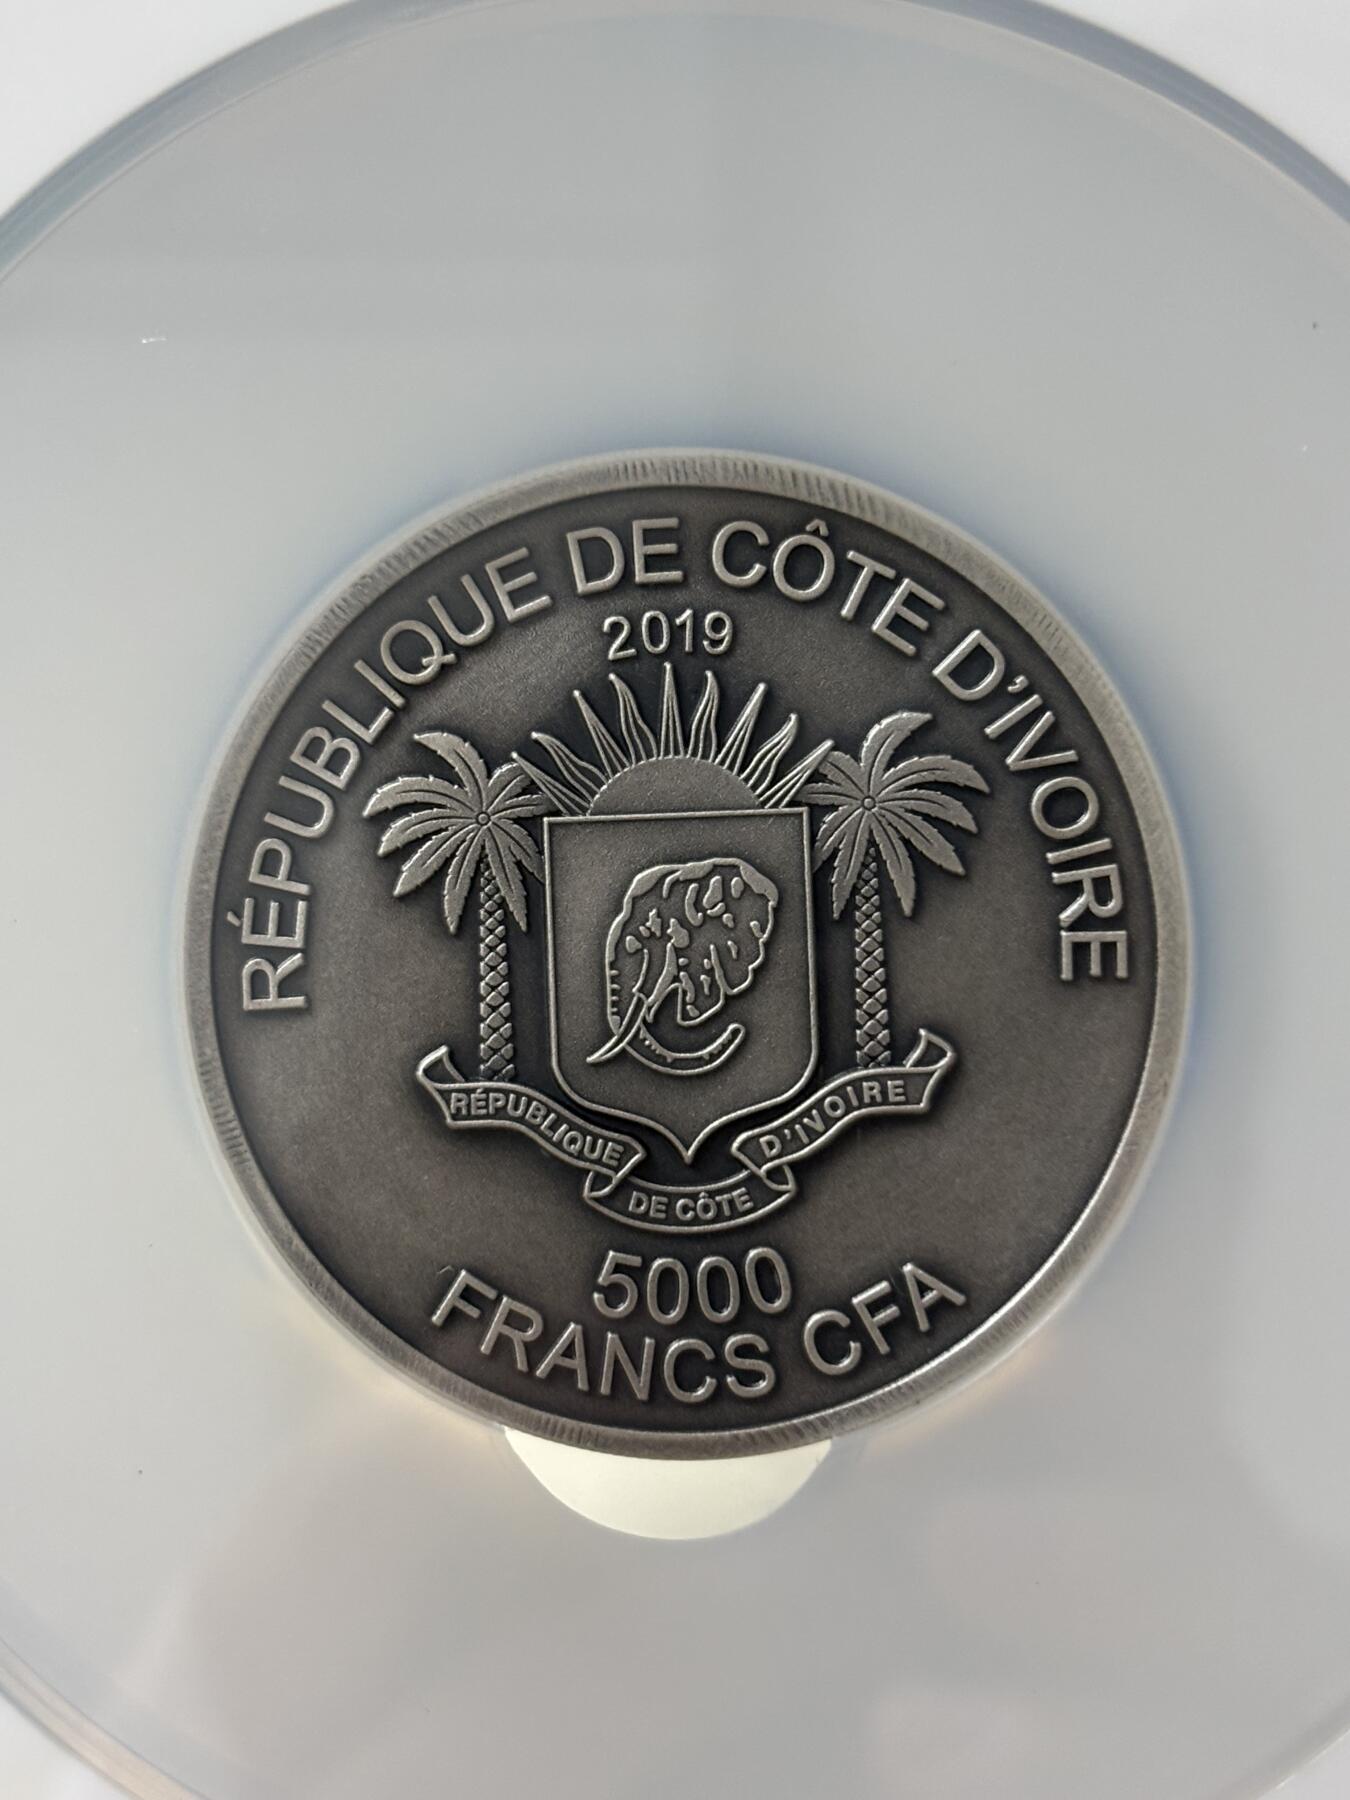 RÉPUBLIQUE DE CÔTE D'IVOIRE
2019
RÉPUBLIQUE DE CÔTE D'IVOIRE
5000
FRANCS CFA